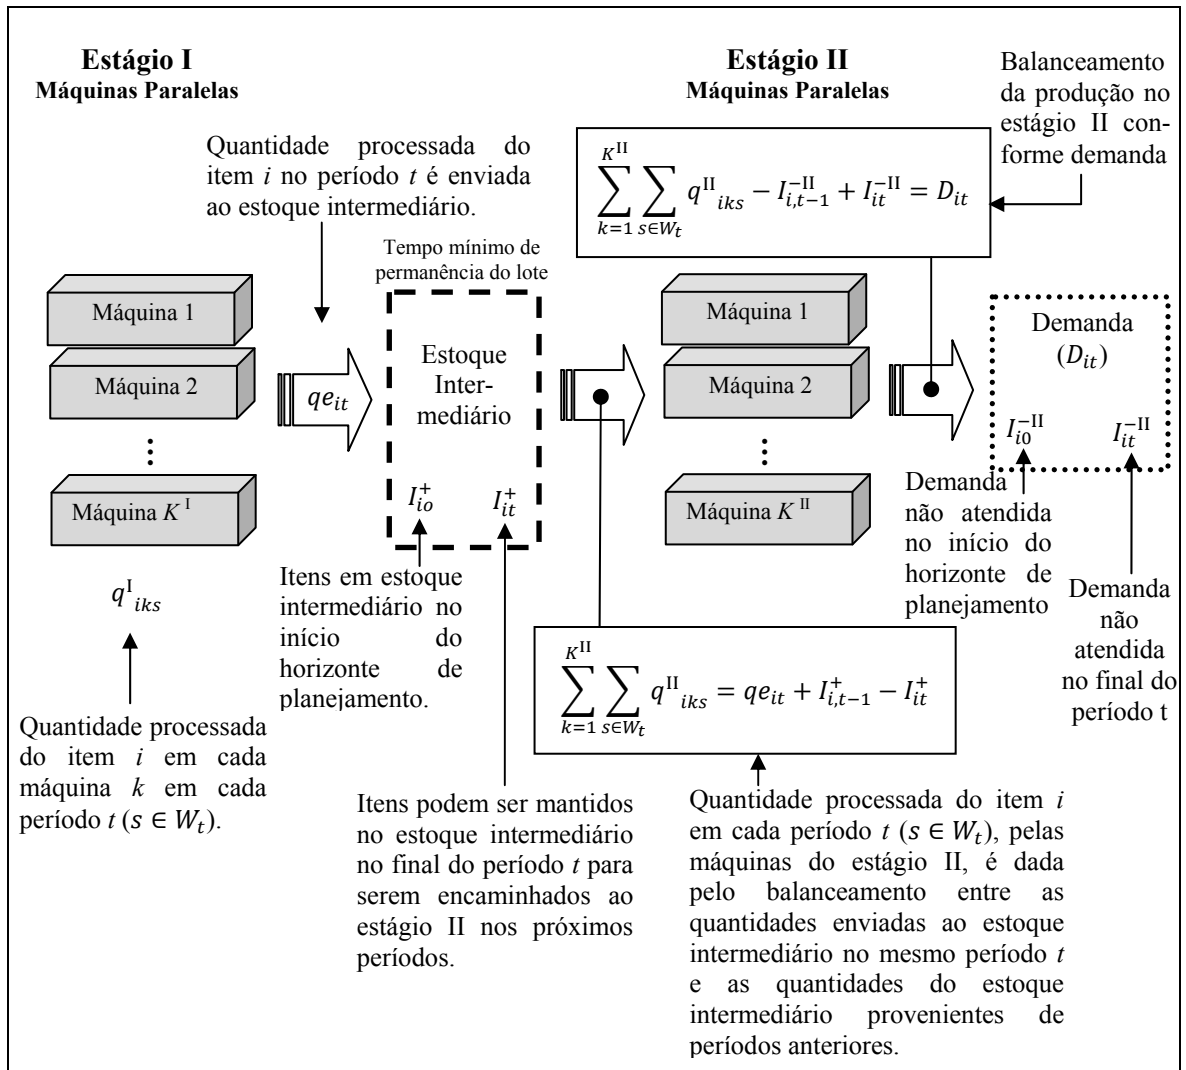 Estágio I
Máquinas Paralelas
Estágio II
Máquinas Paralelas
Balanceamento
da produção no
estágio II con-
forme demanda
Quantidade processada do
item i no período t é enviada
ao estoque intermediário.
∑_{k=1}^{K^{II}} ∑_{s∈W_t} q^{II}_{iks} − I^{−II}_{i,t−1} + I^{−II}_{it} = D_{it}
Tempo mínimo de
permanência do lote
Máquina 1
Máquina 2
⋮
Máquina K^I
qe_{it}
Estoque
Inter-
mediário
I^+_{io}
I^+_{it}
Máquina 1
Máquina 2
⋮
Máquina K^{II}
Demanda
(D_{it})
I^{−II}_{i0}
I^{−II}_{it}
q^I_{iks}
Itens em estoque
intermediário no
início do
horizonte de
planejamento.
Demanda
não atendida
no início do
horizonte de
planejamento
Demanda
não
atendida
no final do
período t
∑_{k=1}^{K^{II}} ∑_{s∈W_t} q^{II}_{iks} = qe_{it} + I^+_{i,t−1} − I^+_{it}
Quantidade processada
do item i em cada
máquina k em cada
período t (s ∈ W_t).
Itens podem ser mantidos
no estoque intermediário
no final do período t para
serem encaminhados ao
estágio II nos próximos
períodos.
Quantidade processada do item i
em cada período t (s ∈ W_t), pelas
máquinas do estágio II, é dada
pelo balanceamento entre as
quantidades enviadas ao estoque
intermediário no mesmo período t
e as quantidades do estoque
intermediário provenientes de
períodos anteriores.